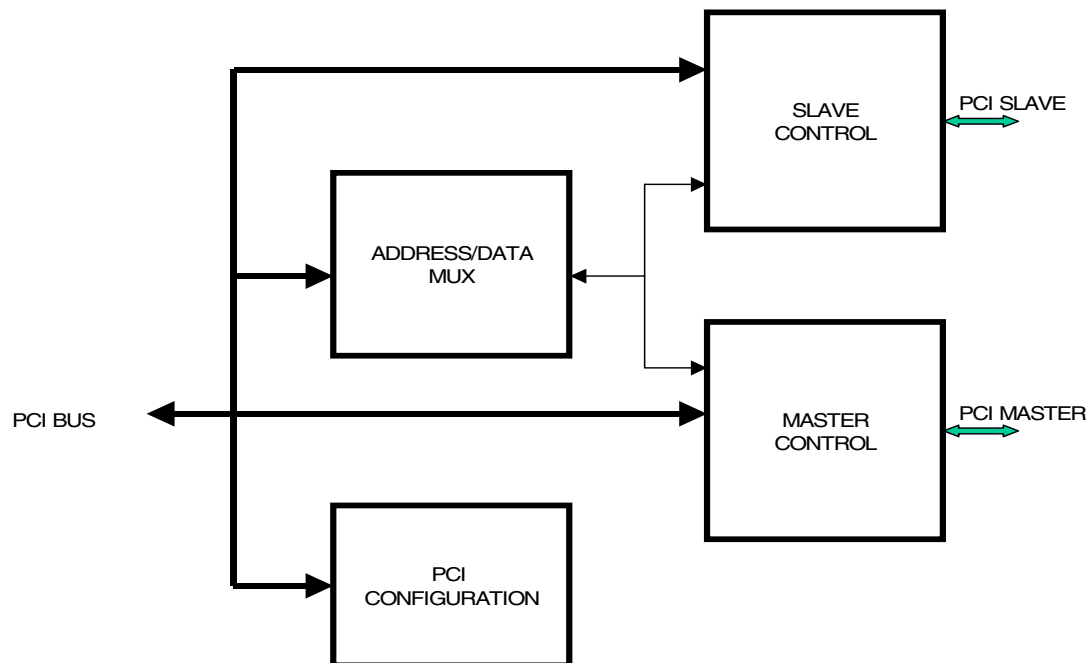 SLAVE
CONTROL
PCI SLAVE
ADDRESS/DATA
MUX
PCI BUS
MASTER
CONTROL
PCI MASTER
PCI
CONFIGURATION